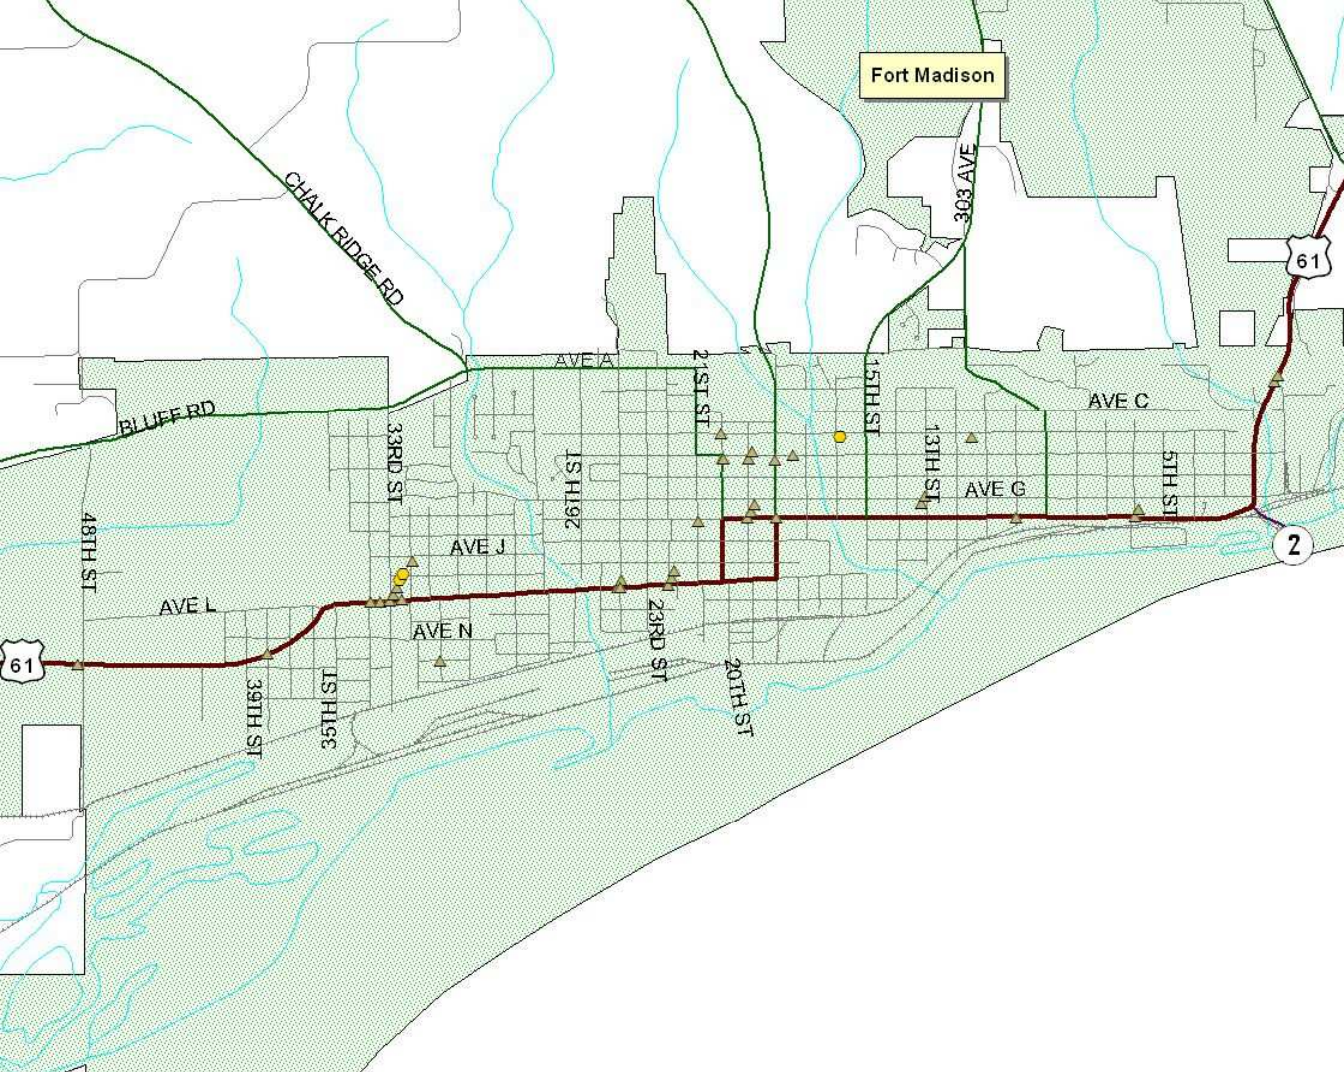 Fort Madison
CHALK RIDGE RD
303 AVE
61
AVE A
21ST ST
15TH ST
AVE C
BLUFF RD
33RD ST
26TH ST
13TH ST
5TH ST
AVE G
48TH ST
AVE J
2
AVE L
AVE N
23RD ST
61
39TH ST
35TH ST
20TH ST